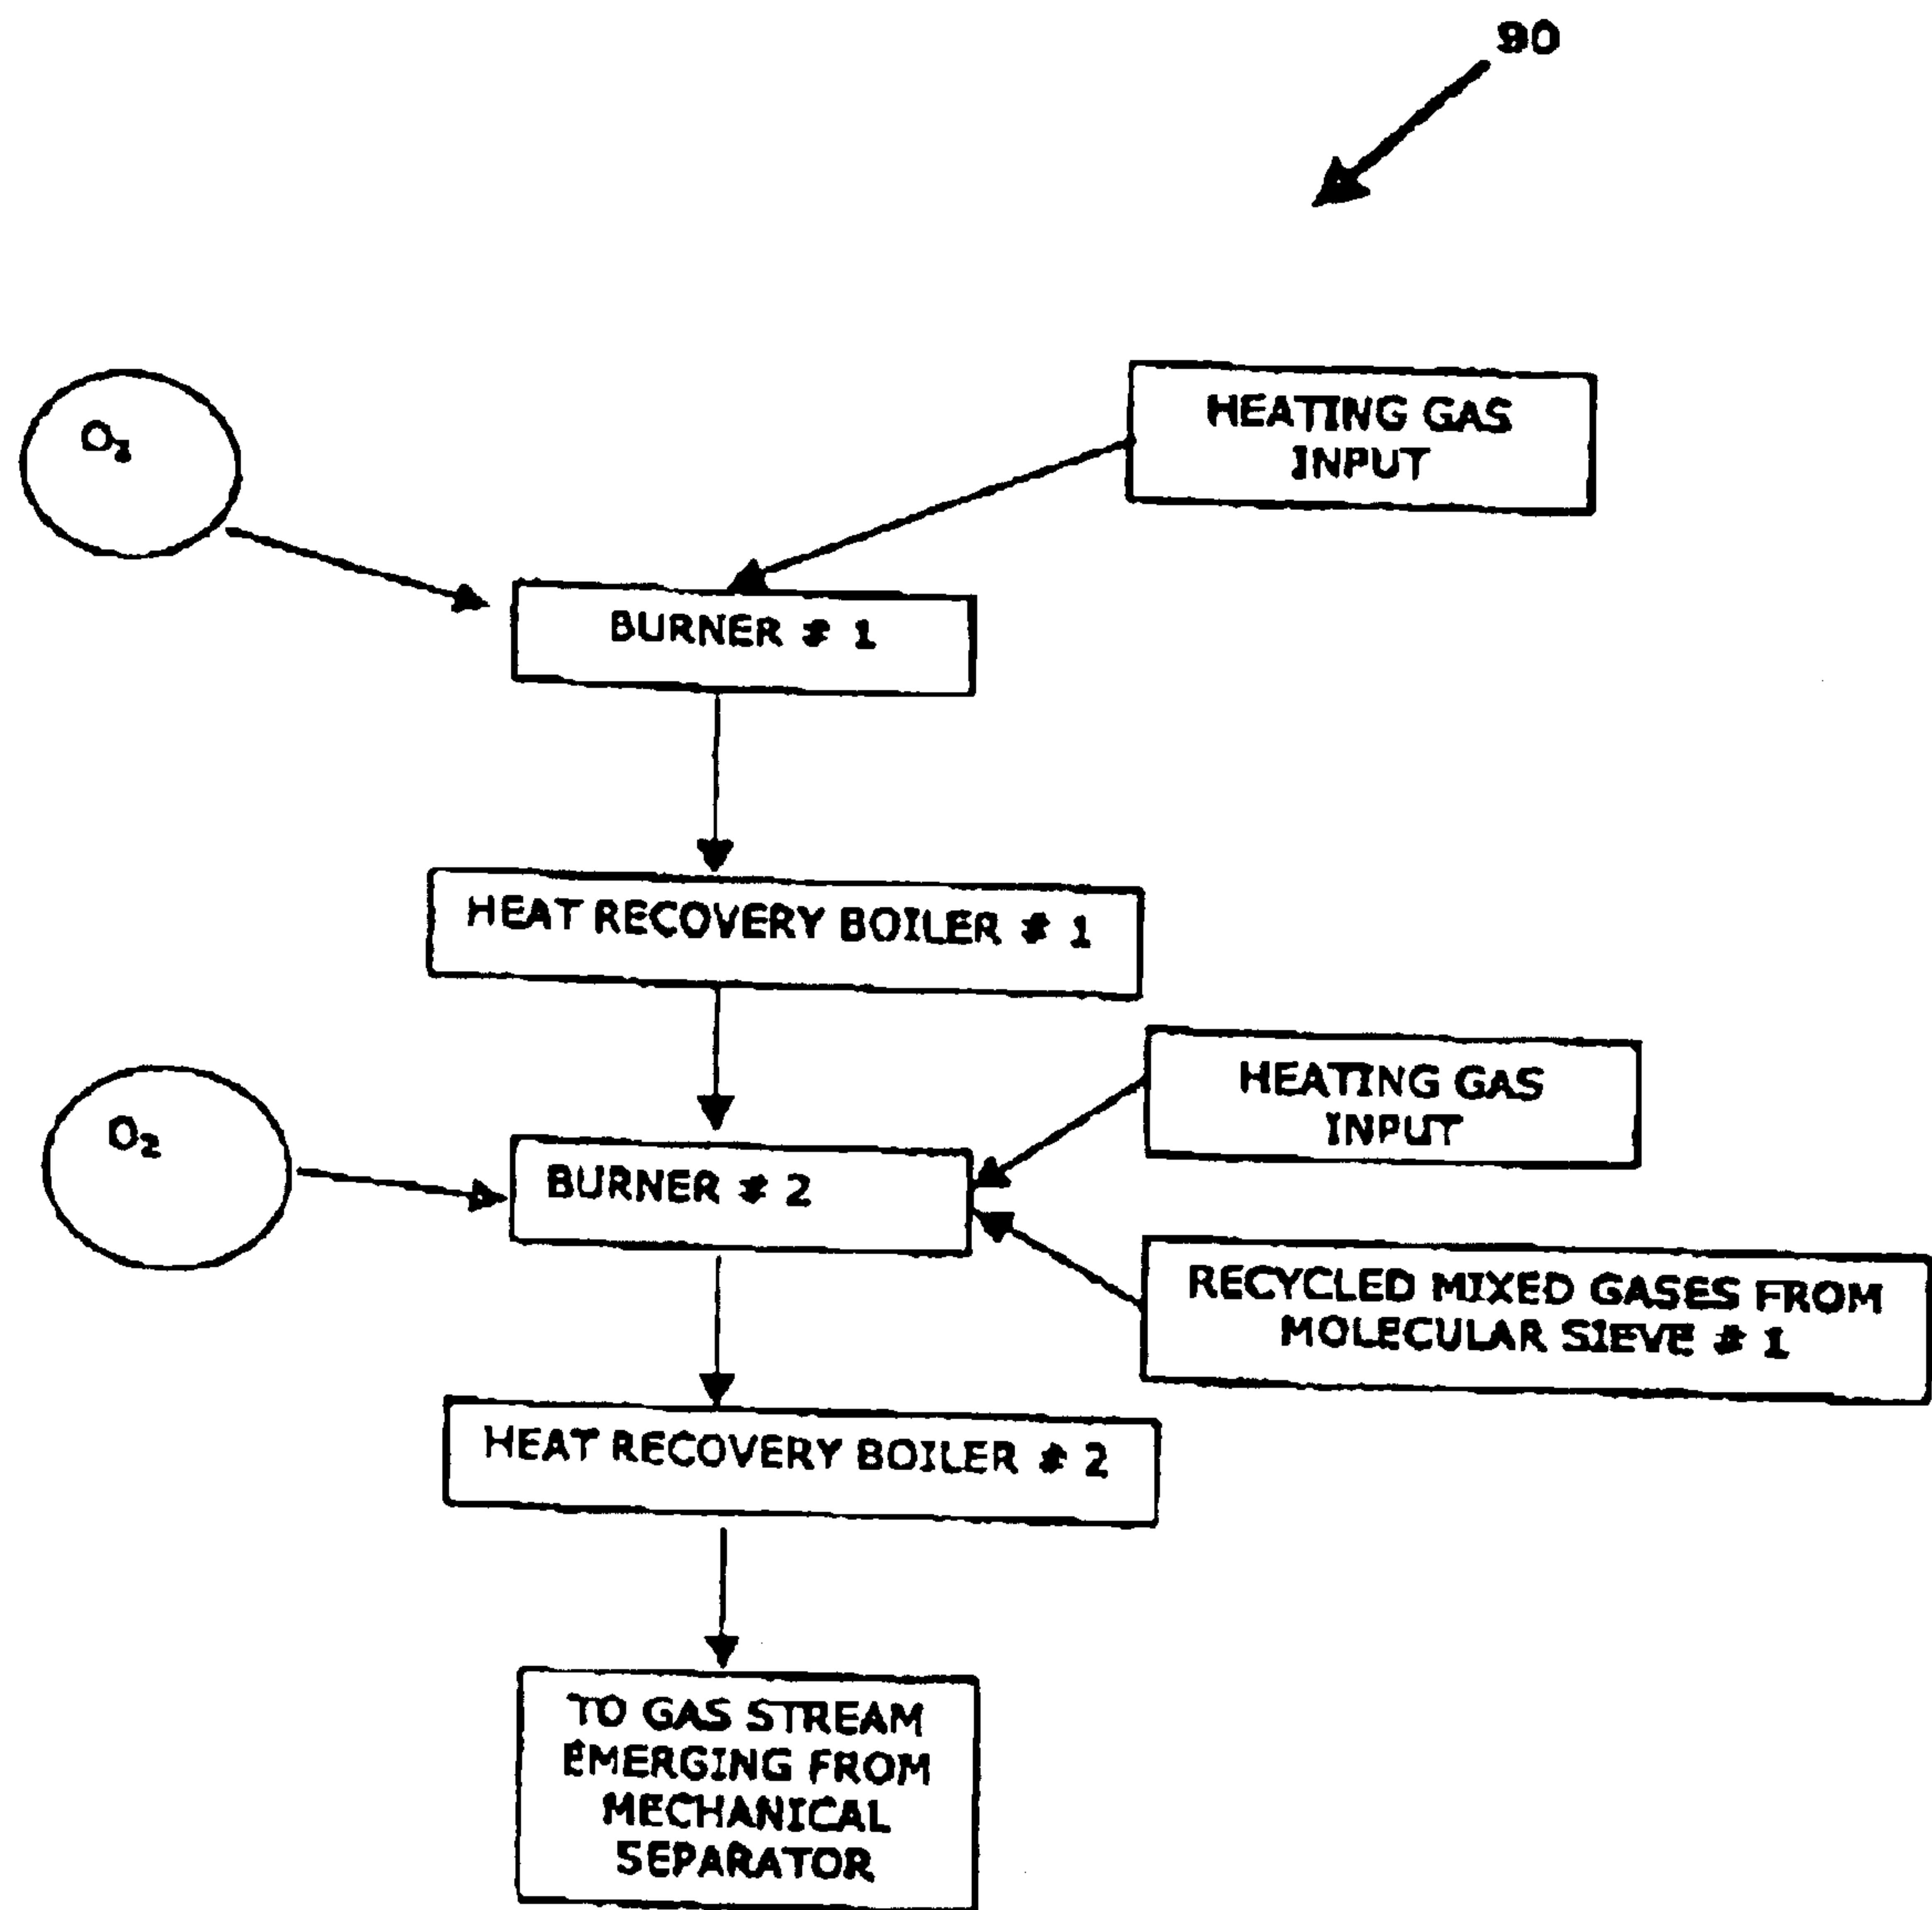 90
O₂
HEATING GAS
INPUT
BURNER # 1
HEAT RECOVERY BOILER # 1
HEATING GAS
INPUT
O₂
BURNER # 2
RECYCLED MIXED GASES FROM
MOLECULAR SIEVE # 1
HEAT RECOVERY BOILER # 2
TO GAS STREAM
EMERGING FROM
MECHANICAL
SEPARATOR